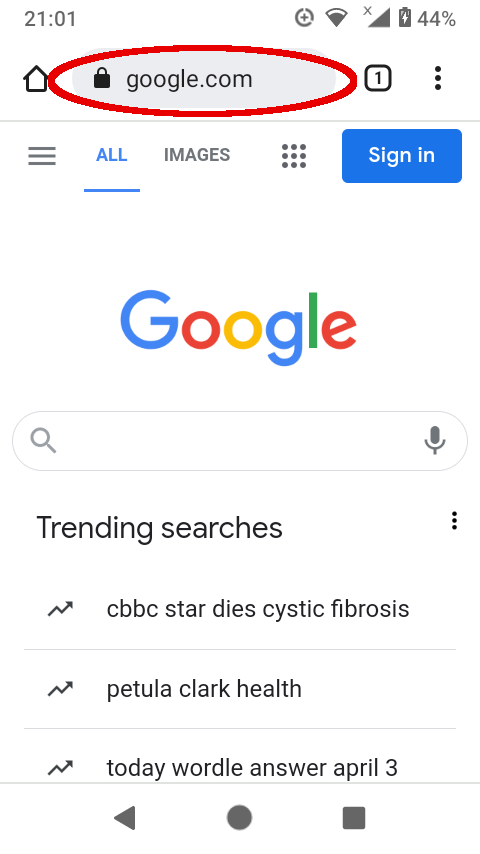 21:01 x 44%
google.com 1
ALL IMAGES Sign in
Google
Trending searches
cbbc star dies cystic fibrosis
petula clark health
today wordle answer april 3